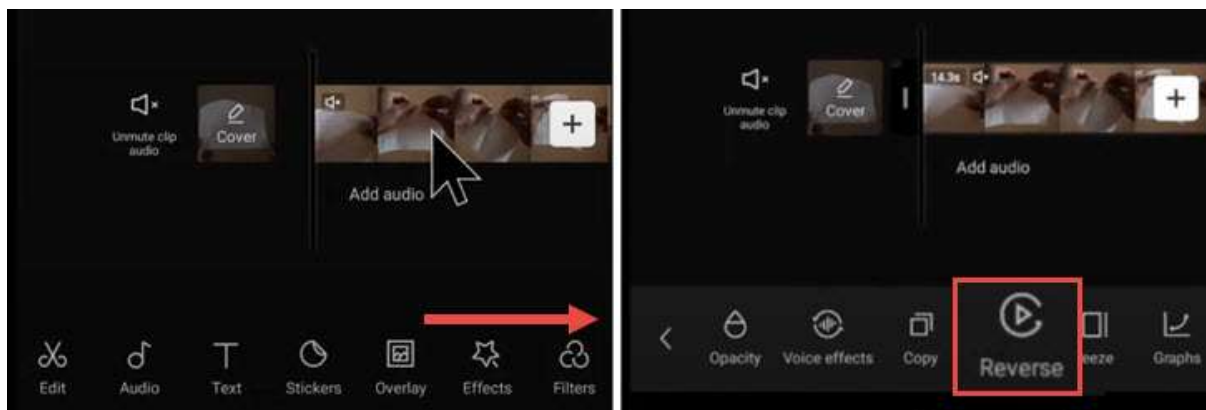 Unmute clip
audio
Cover
Add audio
Edit
Audio
Text
Stickers
Overlay
Effects
Filters
Unmute clip
audio
Cover
14.3s
Add audio
Opacity
Voice effects
Copy
Reverse
eeze
Graphs